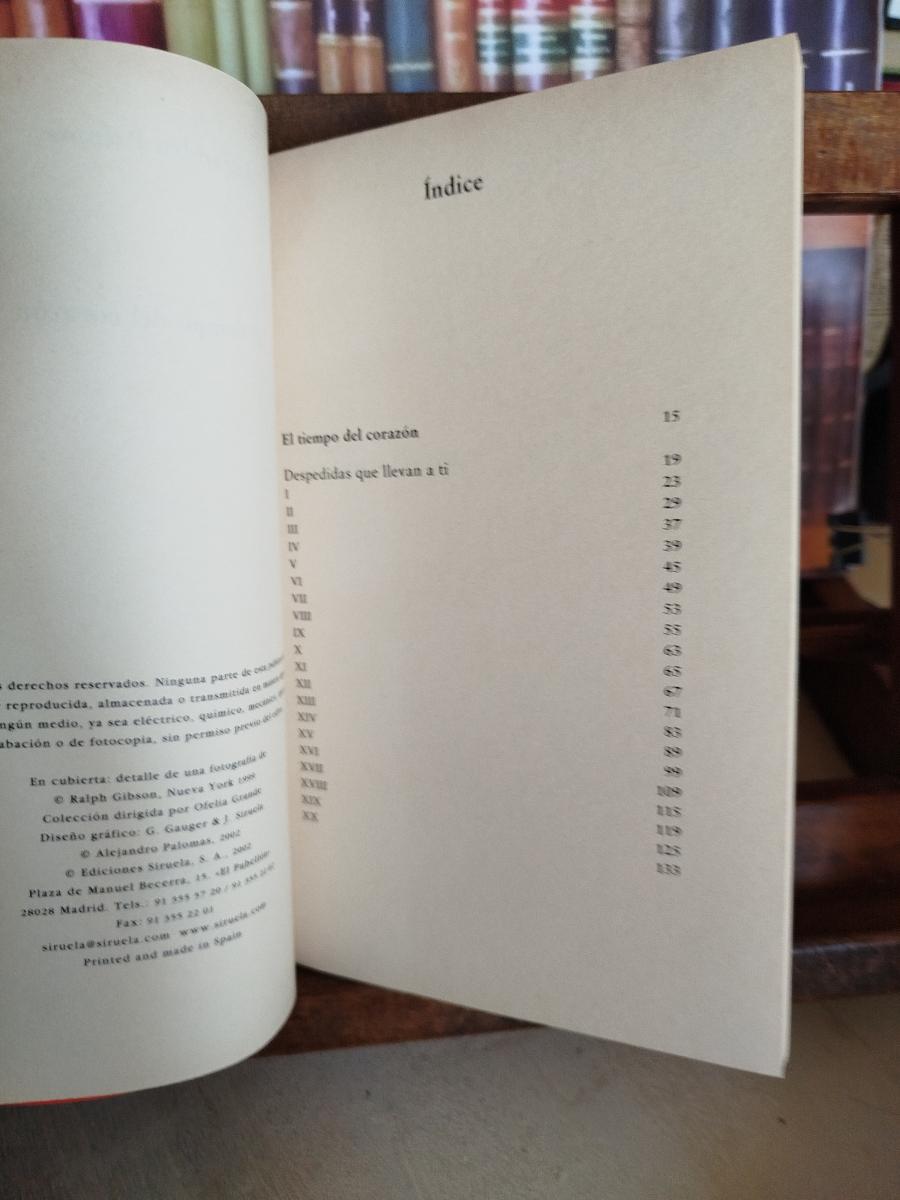 derechos reservados. Ninguna parte de esta
reproducida, almacenada o transmitida en
medio, ya sea eléctrico, químico,
o de fotocopia, sin permiso previo del
En cubierta: detalle de una fotografía de
© Ralph Gibson, Nueva York 1999
Colección dirigida por Ofelia Grande
Diseño gráfico: G. Gauger & J. Siruela
© Alejandro Palomas, 2002
© Ediciones Siruela, S. A., 2002
Plaza de Manuel Becerra, 15. «El Pabellón»
28028 Madrid. Tels.: 91 355 57 20 / 91 355
Fax: 91 355 22 01
siruela@siruela.com www.siruela.com
Printed and made in Spain
Índice
El tiempo del corazón 15
Despedidas que llevan a ti 19
I 23
II 29
III 37
IV 39
V 45
VI 49
VII 53
VIII 55
IX 63
X 65
XI 67
XII 71
XIII 83
XIV 89
XV 99
XVI 109
XVII 115
XVIII 119
XIX 125
XX 133